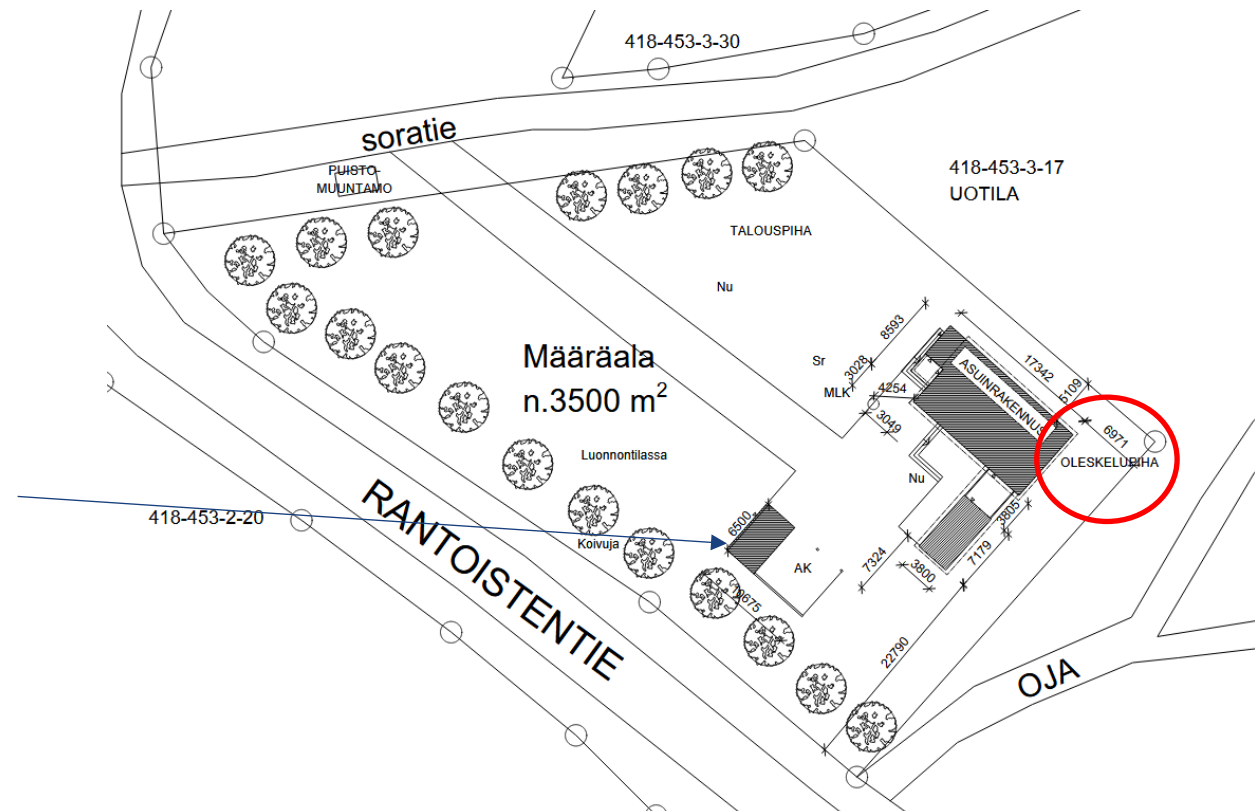 418-453-3-30
soratie
PUISTO-
MUUNTAMO
418-453-3-17
UOTILA
TALOUSPIHA
Nu
8593
3028
Sr
MLK
4254
3049
17342
5109
ASUINRAKENNUS
6971
OLESKELUPIHA
Määräala
n.3500 m²
Luonnontilassa
Nu
RANTOISTENTIE
418-453-2-20
Koivuja
6500
AK
10675
7324
3800
7179
3805
22790
OJA